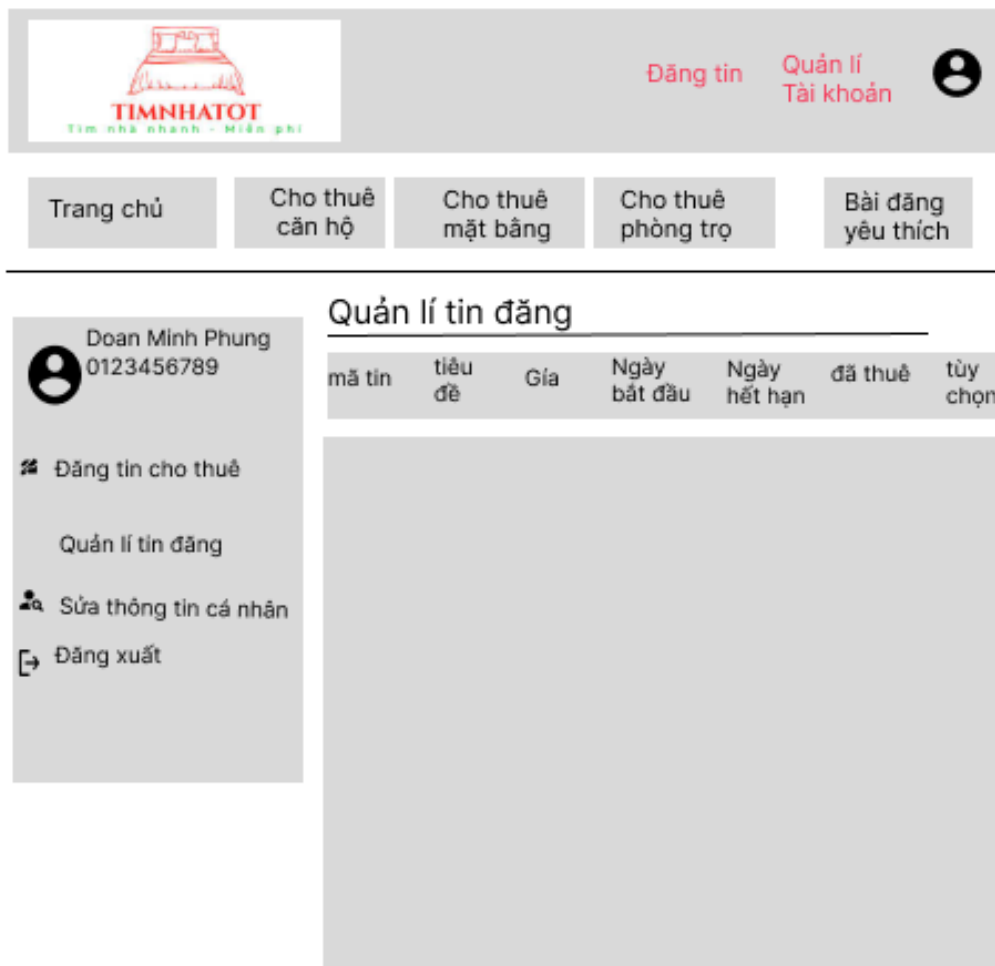 TIMNHATOT
Tìm nhà nhanh - Miễn phí
Đăng tin
Quản lí
Tài khoản
Trang chủ
Cho thuê
căn hộ
Cho thuê
mặt bằng
Cho thuê
phòng trọ
Bài đăng
yêu thích
Doan Minh Phung
0123456789
Đăng tin cho thuê
Quản lí tin đăng
Sửa thông tin cá nhân
Đăng xuất
Quản lí tin đăng
mã tin
tiêu
đề
Gía
Ngày
bắt đầu
Ngày
hết hạn
đã thuê
tùy
chọn